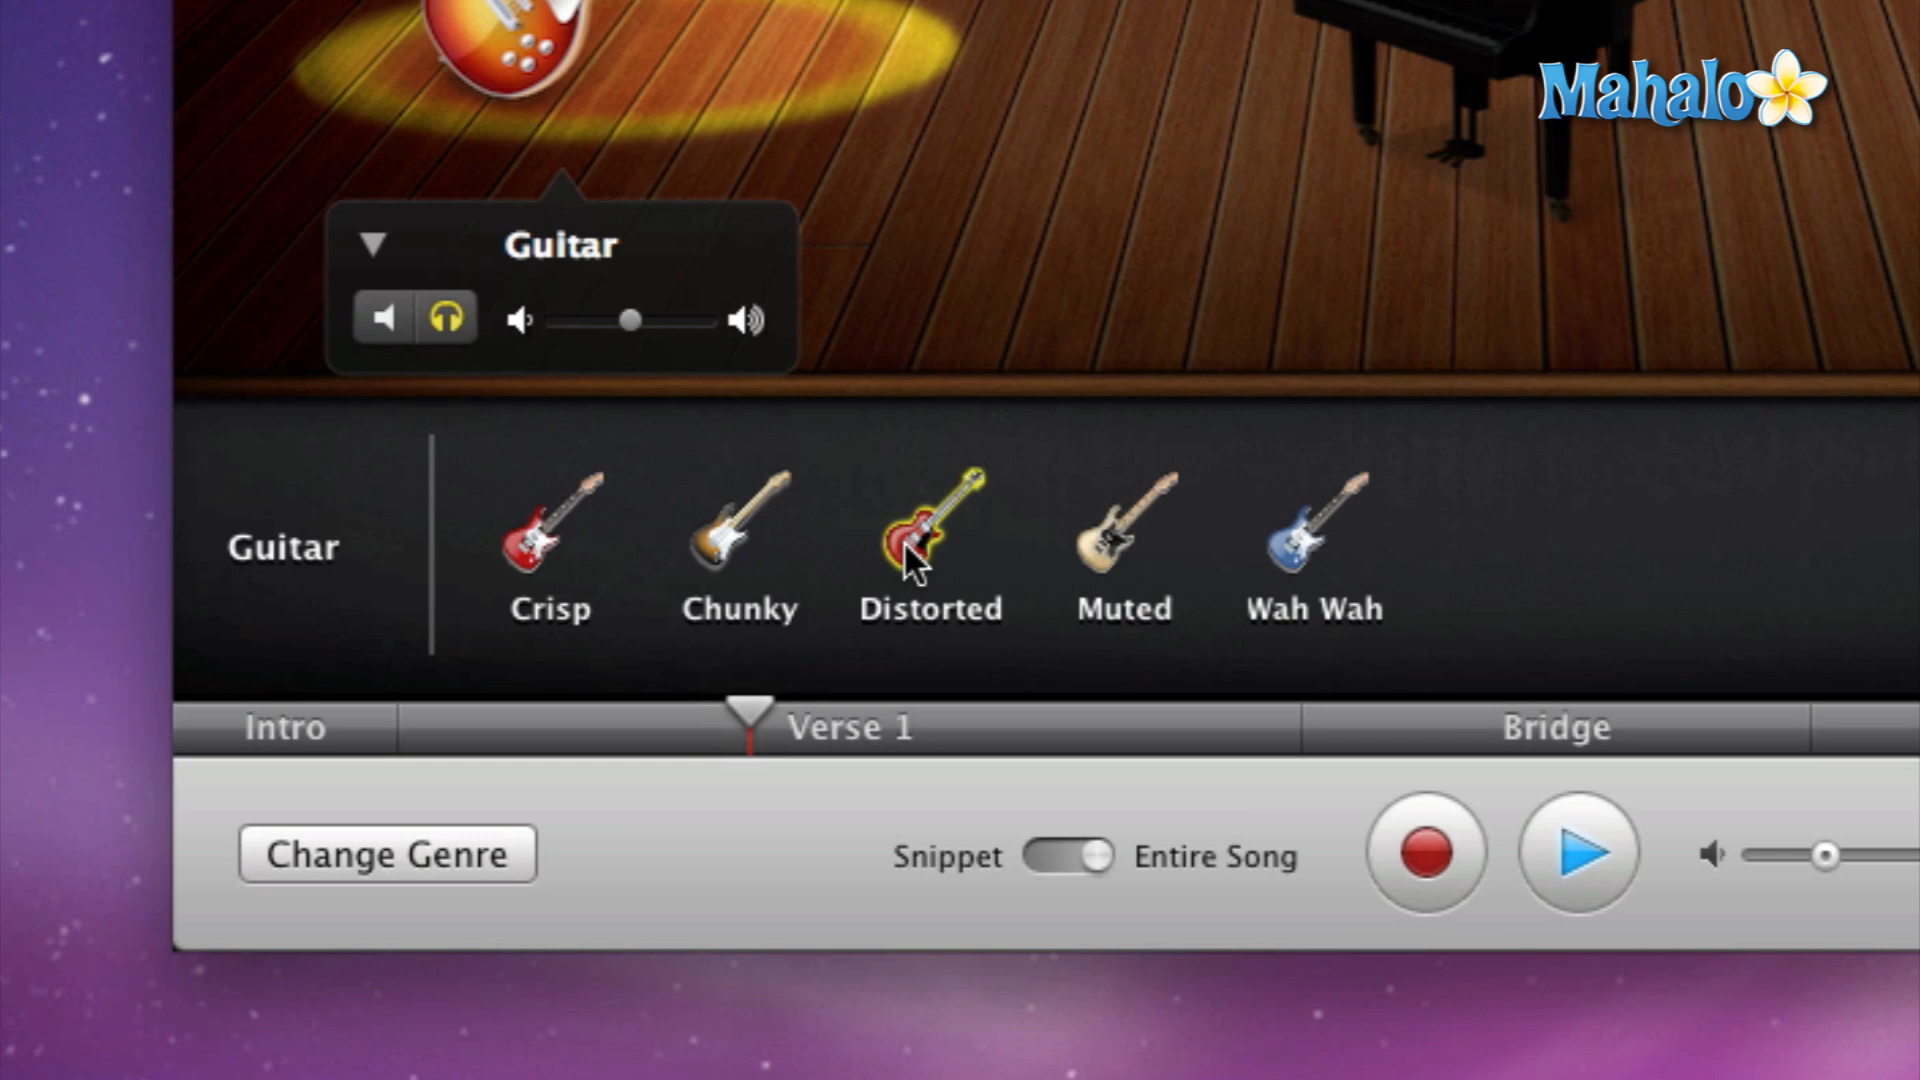 Mahalo
Guitar
Guitar
Crisp
Chunky
Distorted
Muted
Wah Wah
Intro
Verse 1
Bridge
Change Genre
Snippet
Entire Song